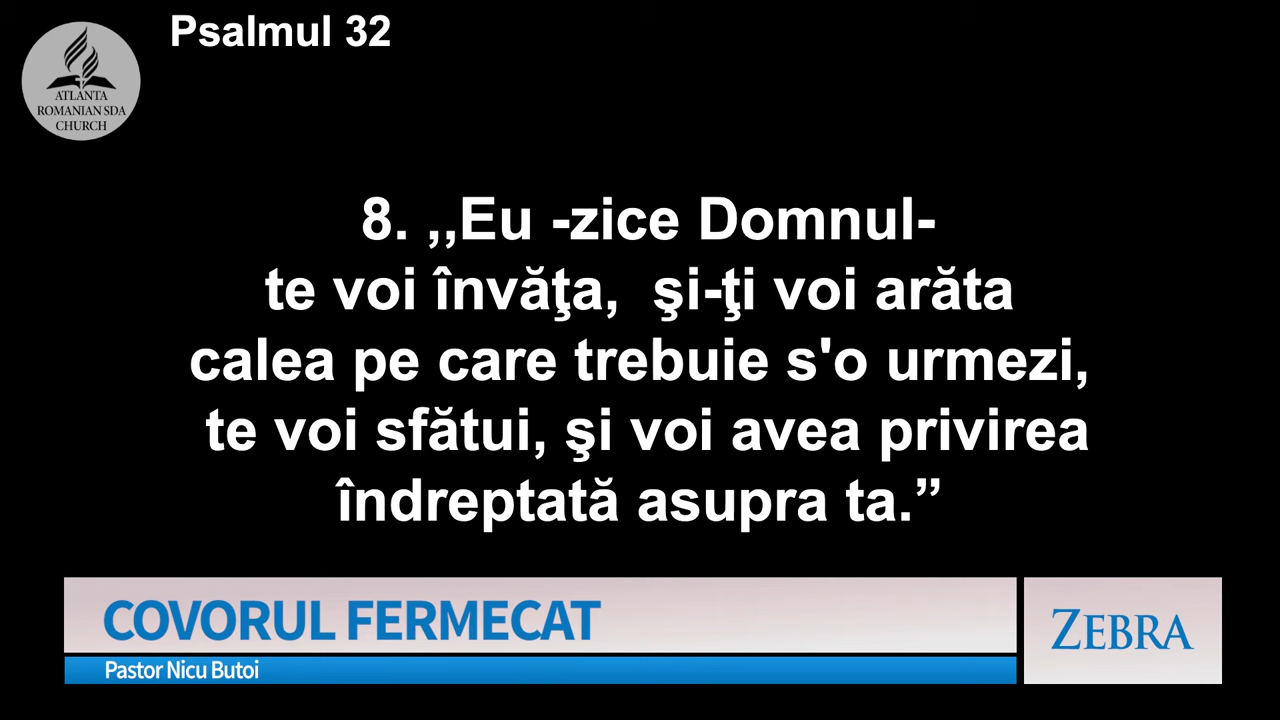 Psalmul 32
ATLANTA
ROMANIAN SDA
CHURCH
8. ,,Eu -zice Domnul-
te voi învăţa, şi-ţi voi arăta
calea pe care trebuie s'o urmezi,
te voi sfătui, şi voi avea privirea
îndreptată asupra ta.”
COVORUL FERMECAT
Pastor Nicu Butoi
ZEBRA